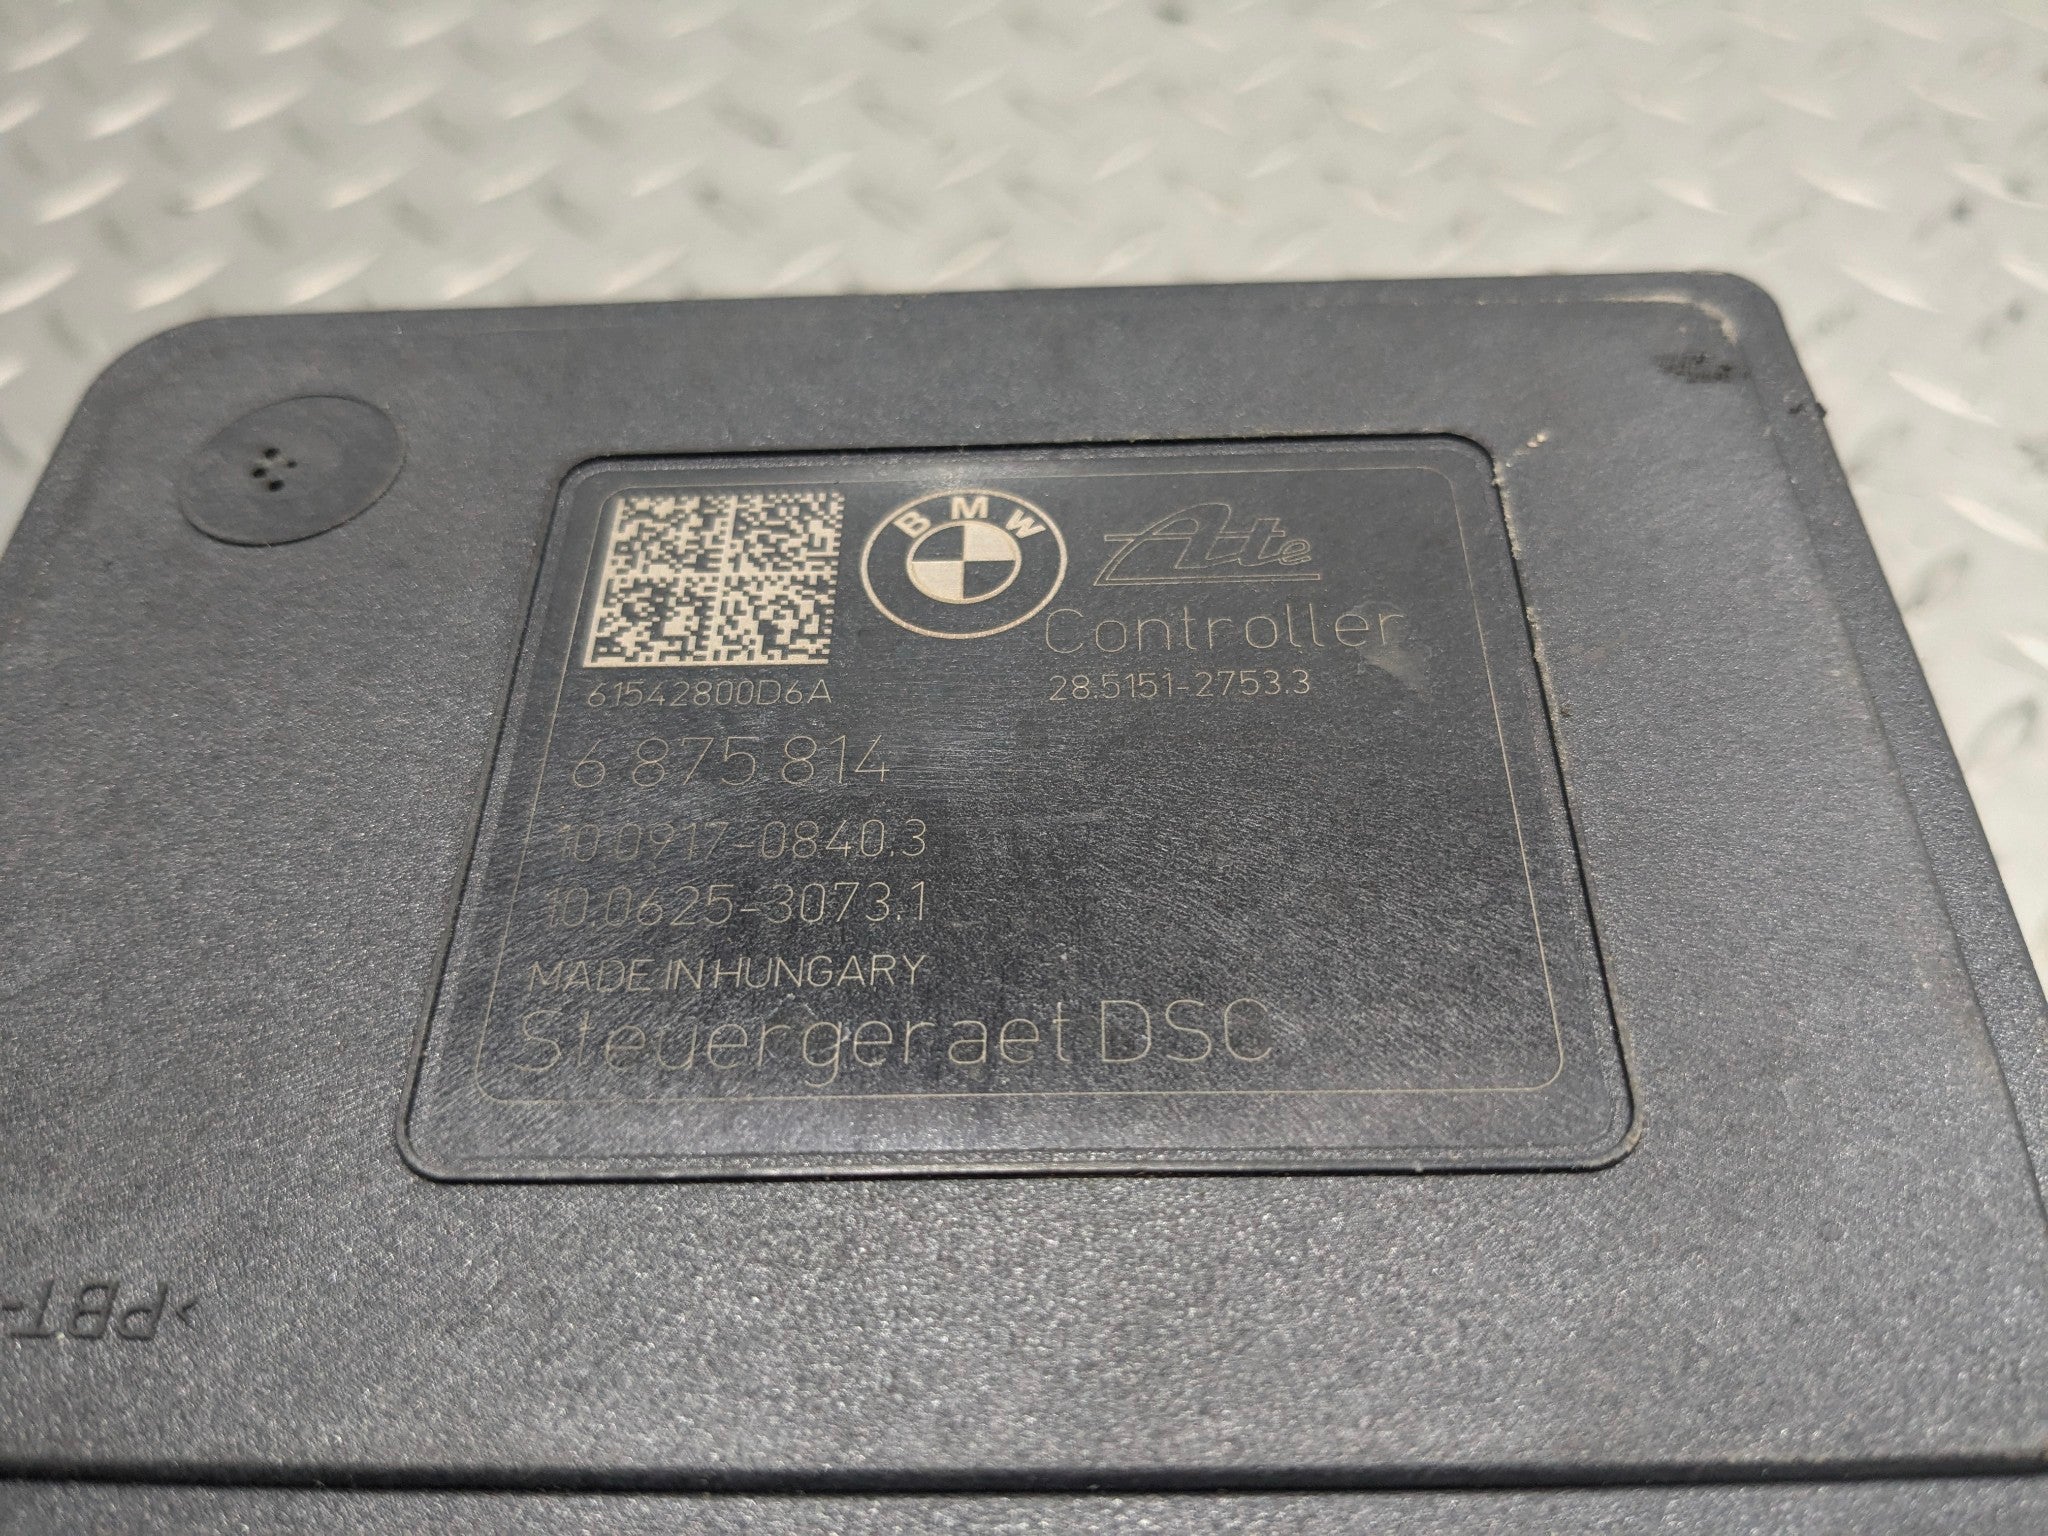 BMW
Ate
Controller
61542800D6A
28.5151-2753.3
6 875 814
10.0917-0840.3
10.0625-3073.1
MADE IN HUNGARY
Steuergeraet DSC
>PBT-